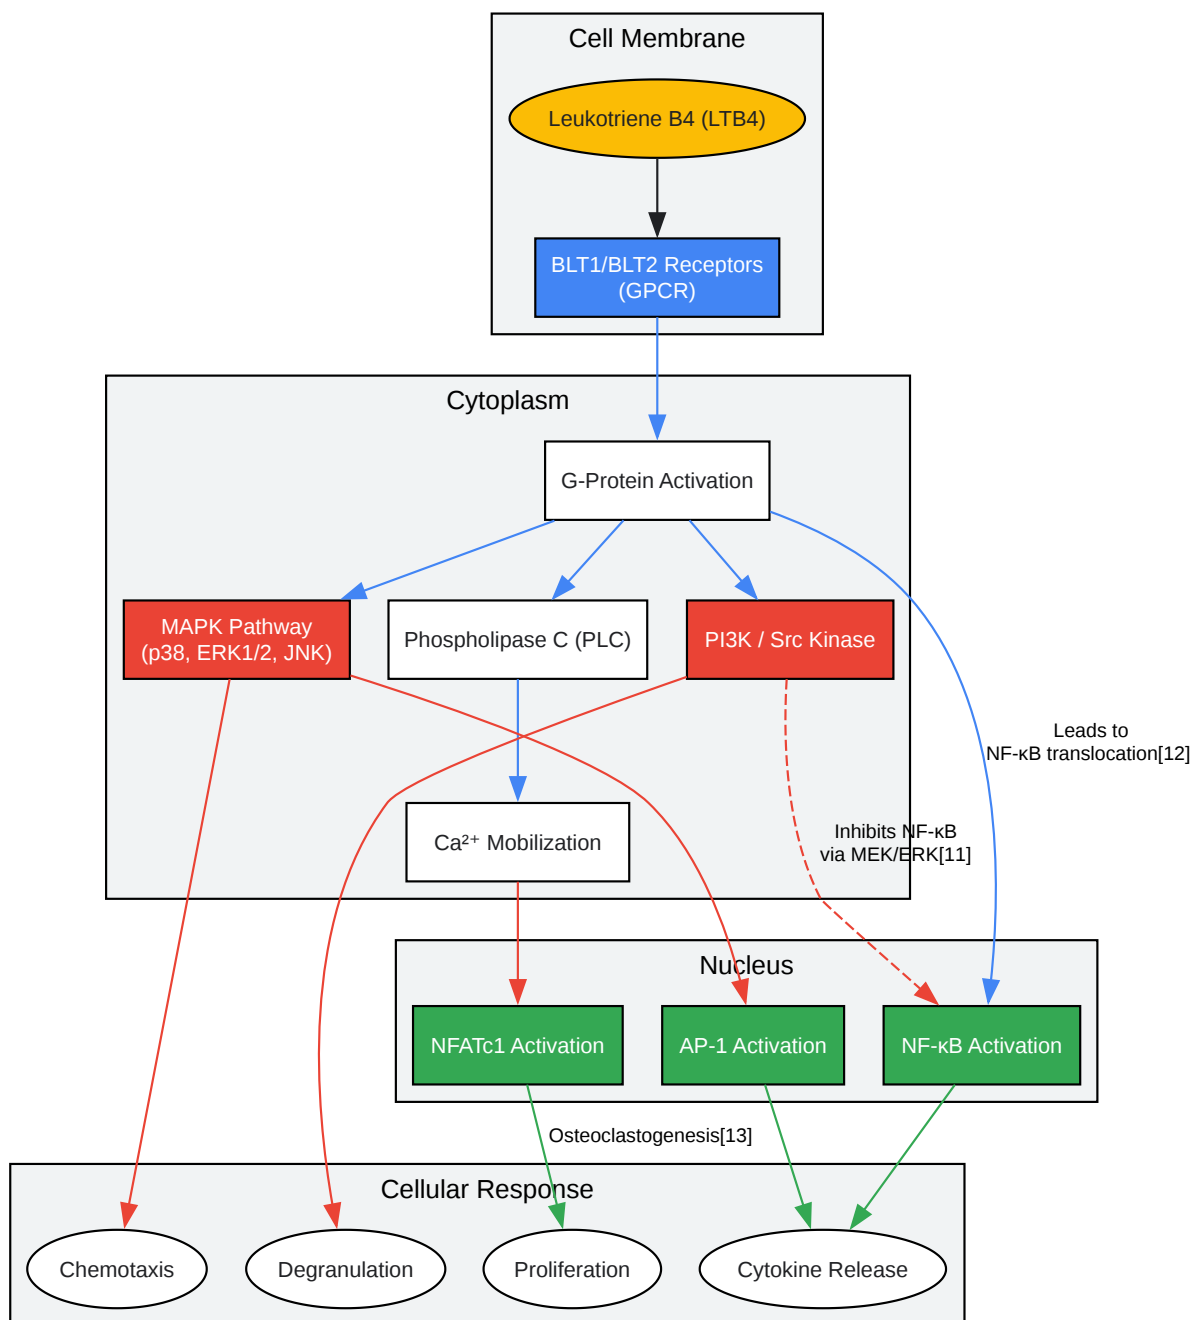 Cell Membrane
Leukotriene B4 (LTB4)
BLT1/BLT2 Receptors
(GPCR)
Cytoplasm
G-Protein Activation
MAPK Pathway
(p38, ERK1/2, JNK)
Phospholipase C (PLC)
PI3K / Src Kinase
Leads to
NF-κB translocation[12]
Inhibits NF-κB
via MEK/ERK[11]
Ca²⁺ Mobilization
Nucleus
NFATc1 Activation
AP-1 Activation
NF-κB Activation
Osteoclastogenesis[13]
Cellular Response
Chemotaxis
Degranulation
Proliferation
Cytokine Release